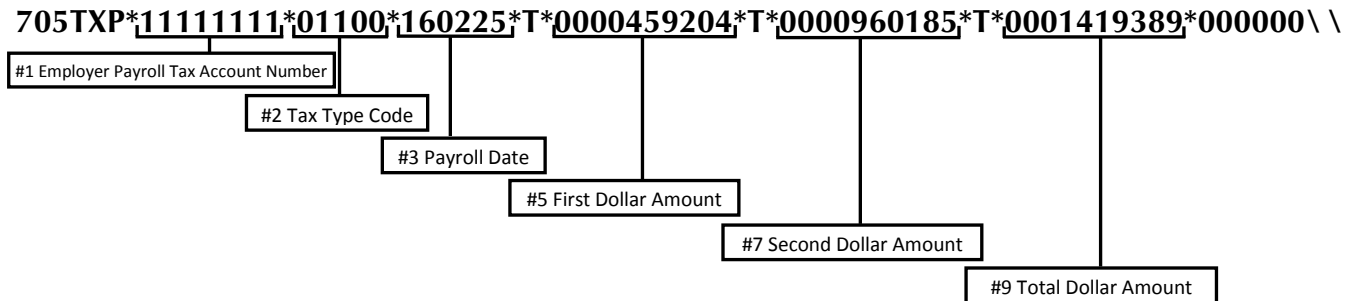 705TXP*11111111*01100*160225*T*0000459204*T*0000960185*T*0001419389*000000\ \
#1 Employer Payroll Tax Account Number
#2 Tax Type Code
#3 Payroll Date
#5 First Dollar Amount
#7 Second Dollar Amount
#9 Total Dollar Amount